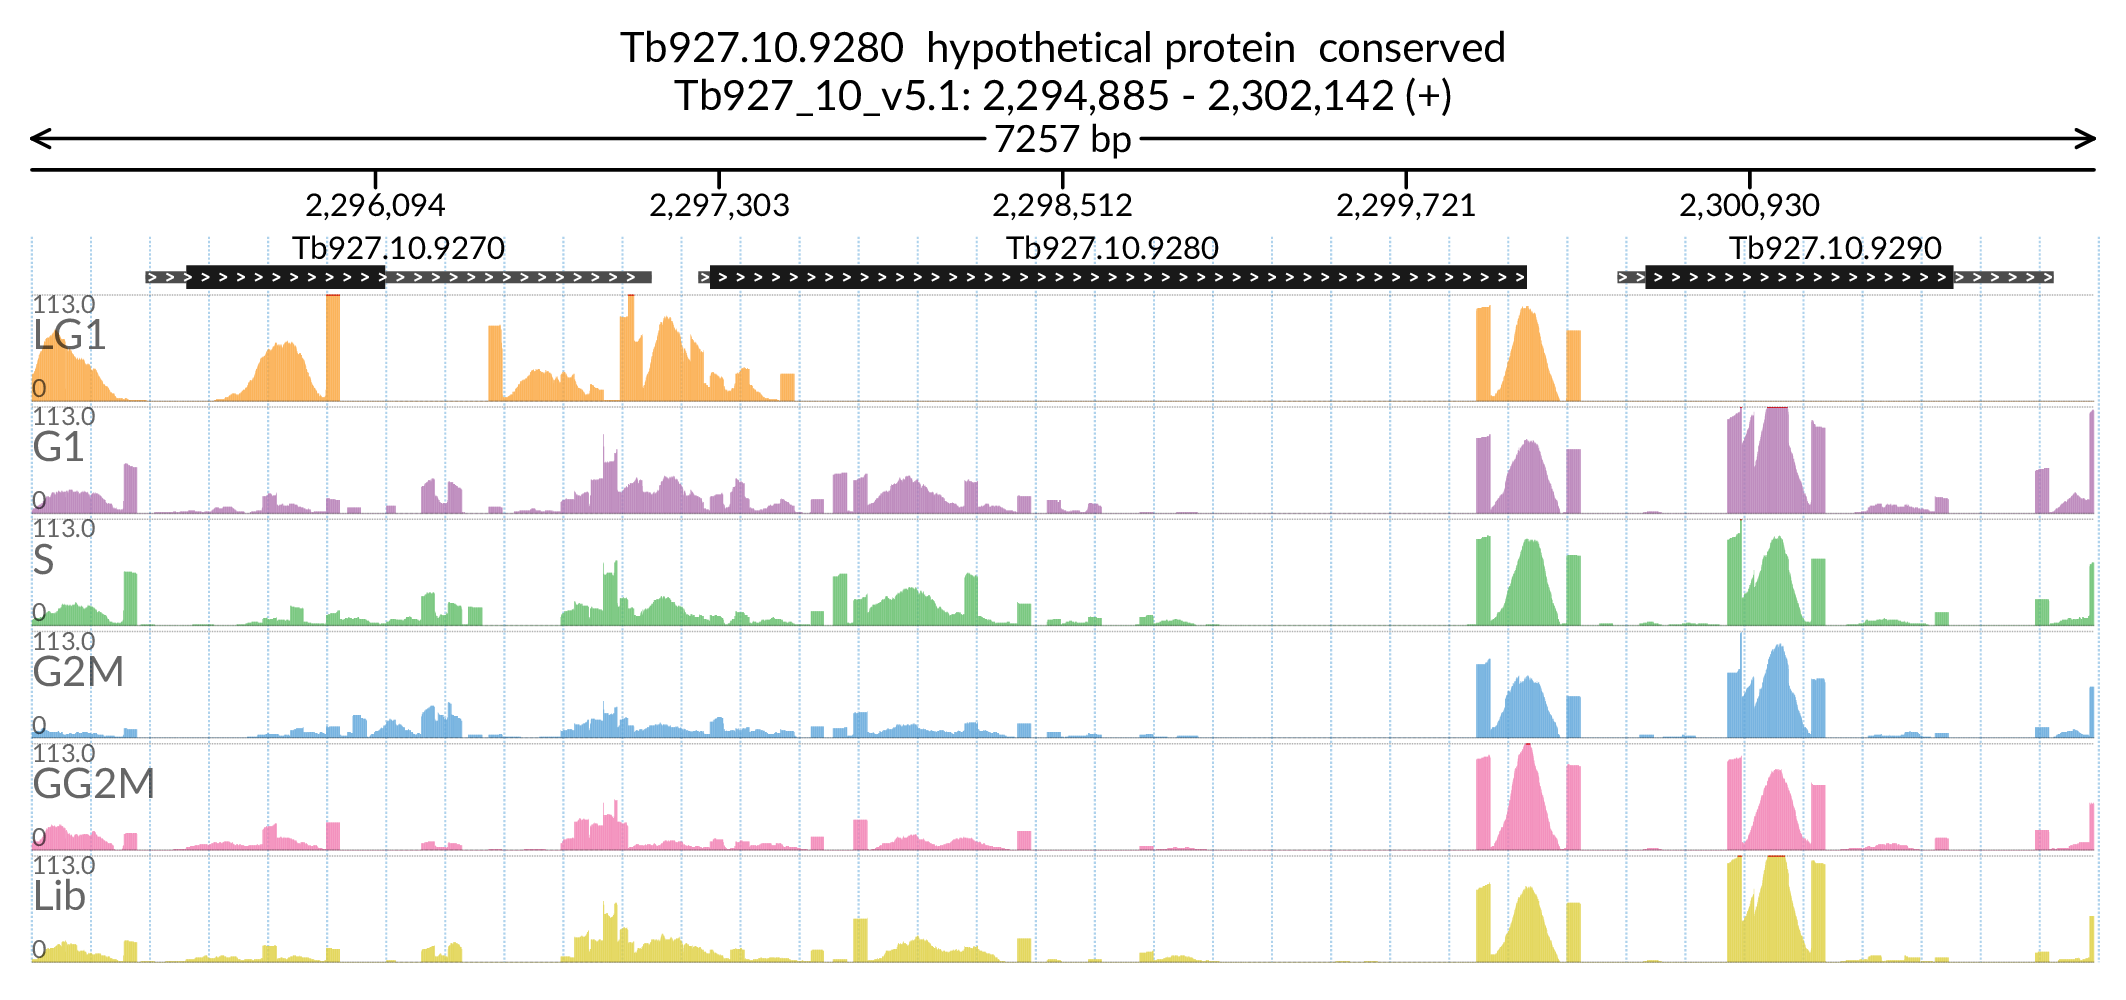 Tb927.10.9280  hypothetical protein  conserved
Tb927_10_v5.1: 2,294,885 - 2,302,142 (+)
7257 bp
2,296,094 2,297,303 2,298,512 2,299,721 2,300,930
Tb927.10.9270 Tb927.10.9280 Tb927.10.9290
113.0
LG1
0
113.0
G1
0
113.0
S
0
113.0
G2M
0
113.0
GG2M
0
113.0
Lib
0